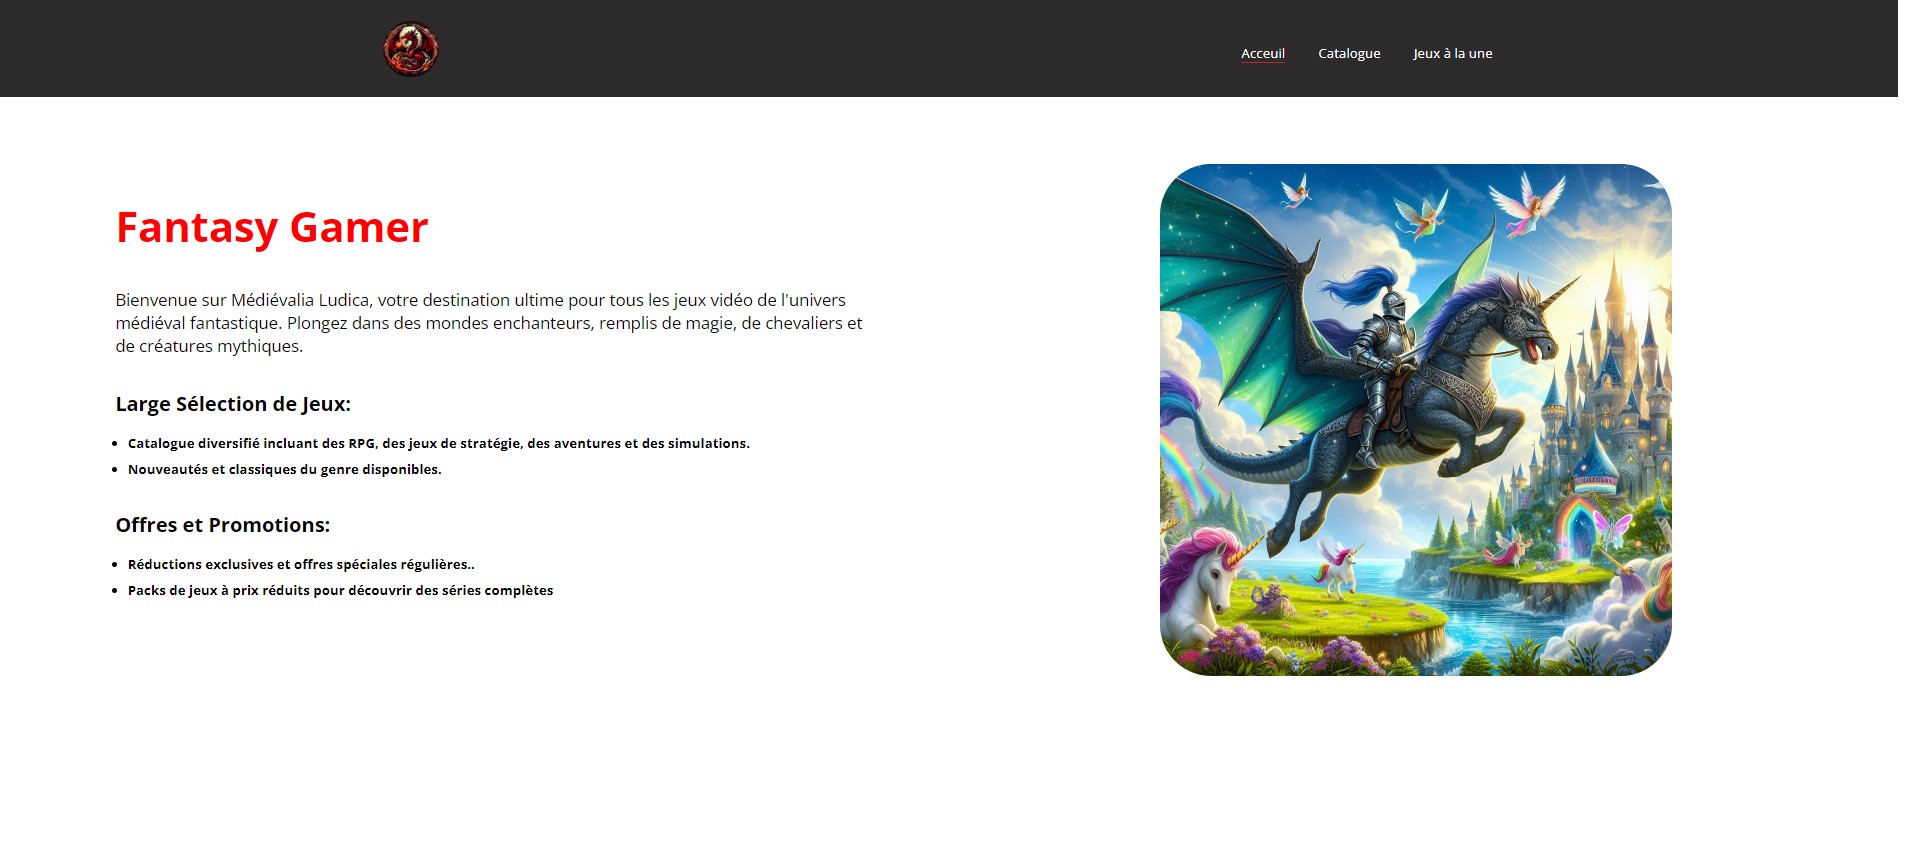 Acceuil Catalogue Jeux à la une
Fantasy Gamer
Bienvenue sur Médiévalia Ludica, votre destination ultime pour tous les jeux vidéo de l'univers
médiéval fantastique. Plongez dans des mondes enchanteurs, remplis de magie, de chevaliers et
de créatures mythiques.
Large Sélection de Jeux:
• Catalogue diversifié incluant des RPG, des jeux de stratégie, des aventures et des simulations.
• Nouveautés et classiques du genre disponibles.
Offres et Promotions:
• Réductions exclusives et offres spéciales régulières..
• Packs de jeux à prix réduits pour découvrir des séries complètes